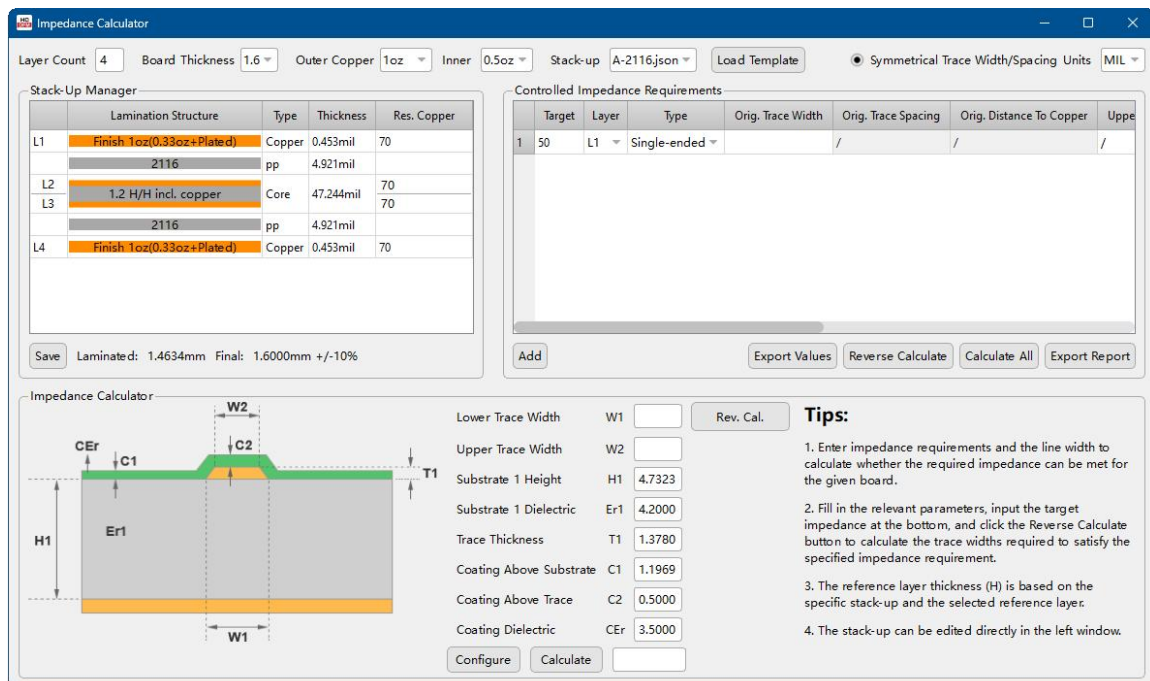 HQ DFM Impedance Calculator
Layer Count 4 Board Thickness 1.6 Outer Copper 1oz Inner 0.5oz Stack-up A-2116.json Load Template Symmetrical Trace Width/Spacing Units MIL
Stack-Up Manager
Lamination Structure Type Thickness Res. Copper
L1 Finish 1oz(0.33oz+Plated) Copper 0.453mil 70
2116 pp 4.921mil
L2 1.2 H/H incl. copper Core 47.244mil 70
L3 70
2116 pp 4.921mil
L4 Finish 1oz(0.33oz+Plated) Copper 0.453mil 70
Save Laminated: 1.4634mm Final: 1.6000mm +/-10%
Controlled Impedance Requirements
Target Layer Type Orig. Trace Width Orig. Trace Spacing Orig. Distance To Copper Uppe
1 50 L1 Single-ended / / /
Add Export Values Reverse Calculate Calculate All Export Report
Impedance Calculator
W2
CEr
C1
C2
T1
H1
Er1
W1
Lower Trace Width W1 Rev. Cal.
Upper Trace Width W2
Substrate 1 Height H1 4.7323
Substrate 1 Dielectric Er1 4.2000
Trace Thickness T1 1.3780
Coating Above Substrate C1 1.1969
Coating Above Trace C2 0.5000
Coating Dielectric CEr 3.5000
Configure Calculate
Tips:
1. Enter impedance requirements and the line width to
calculate whether the required impedance can be met for
the given board.
2. Fill in the relevant parameters, input the target
impedance at the bottom, and click the Reverse Calculate
button to calculate the trace widths required to satisfy the
specified impedance requirement.
3. The reference layer thickness (H) is based on the
specific stack-up and the selected reference layer.
4. The stack-up can be edited directly in the left window.